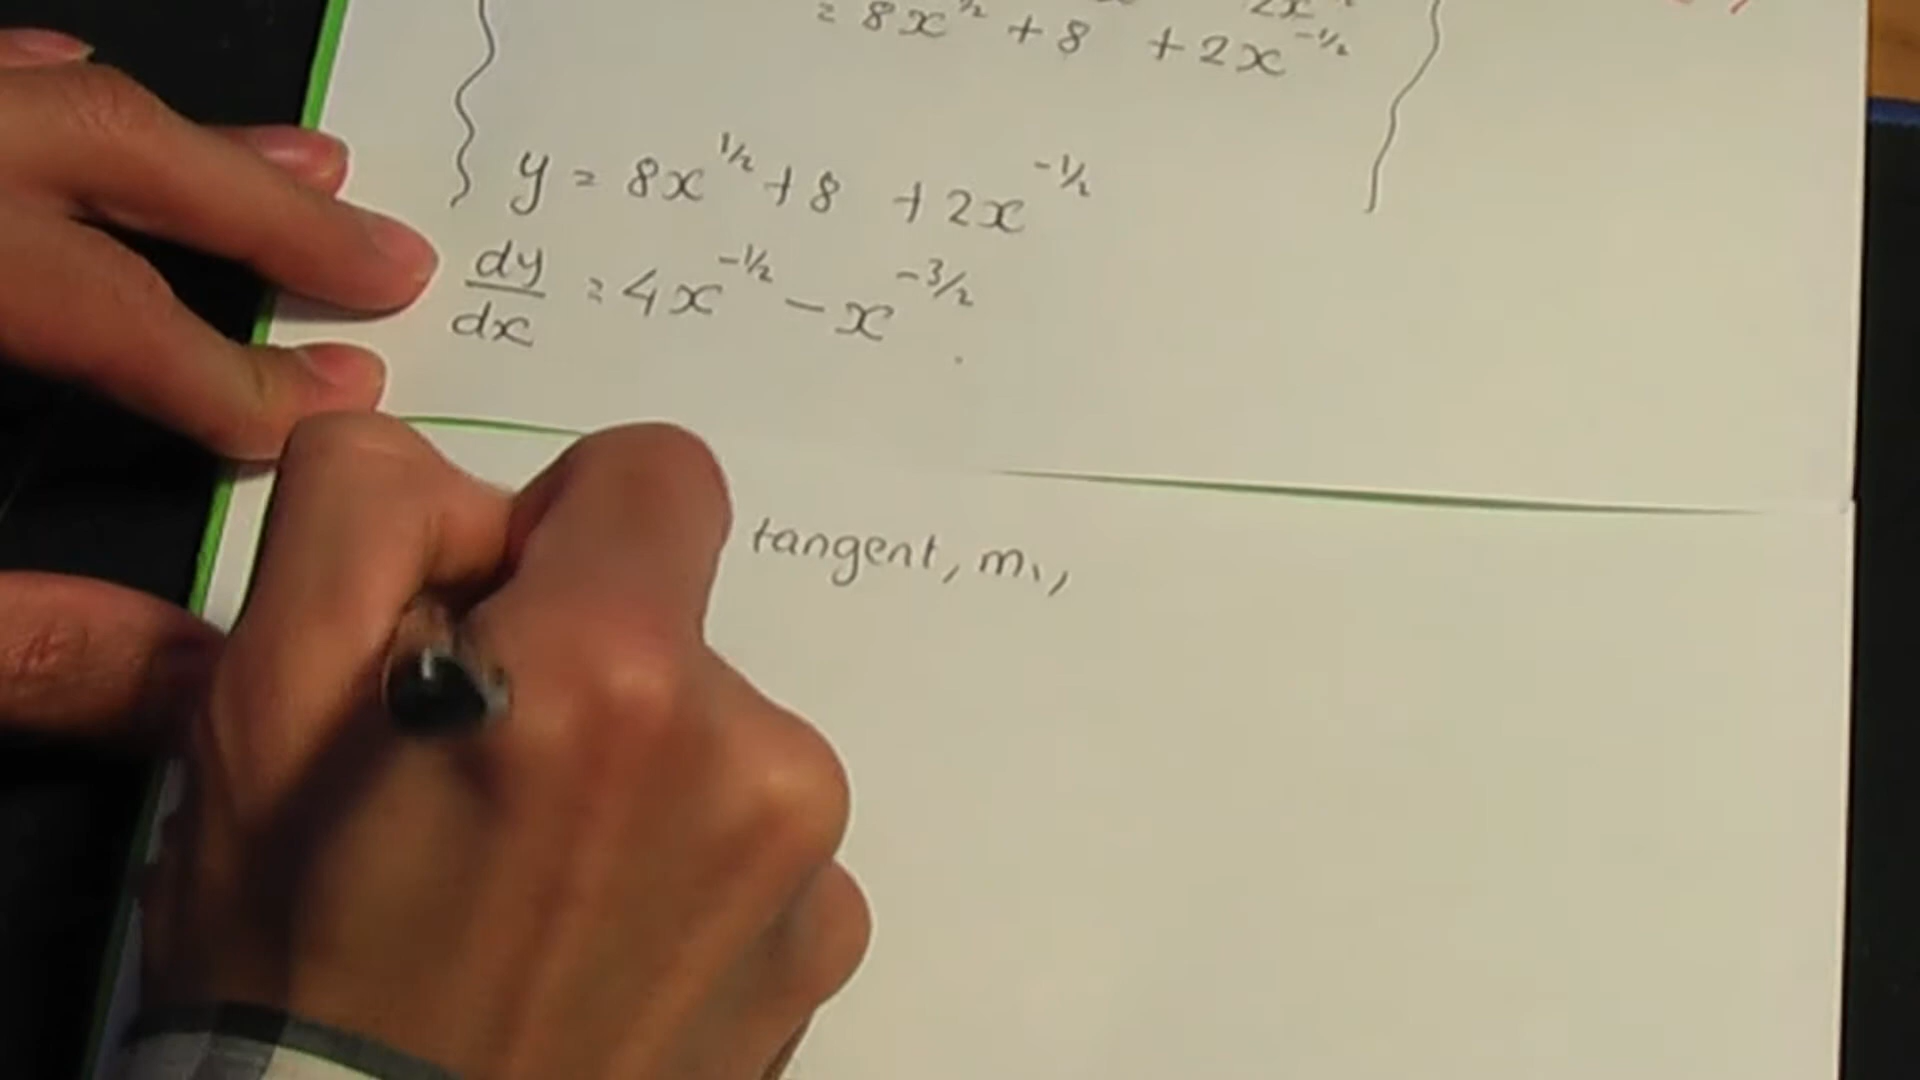 = 8x^½ + 8 + 2x^-½
y = 8x^½ + 8 + 2x^-½
dy/dx = 4x^-½ - x^-3/2
tangent, m₁,